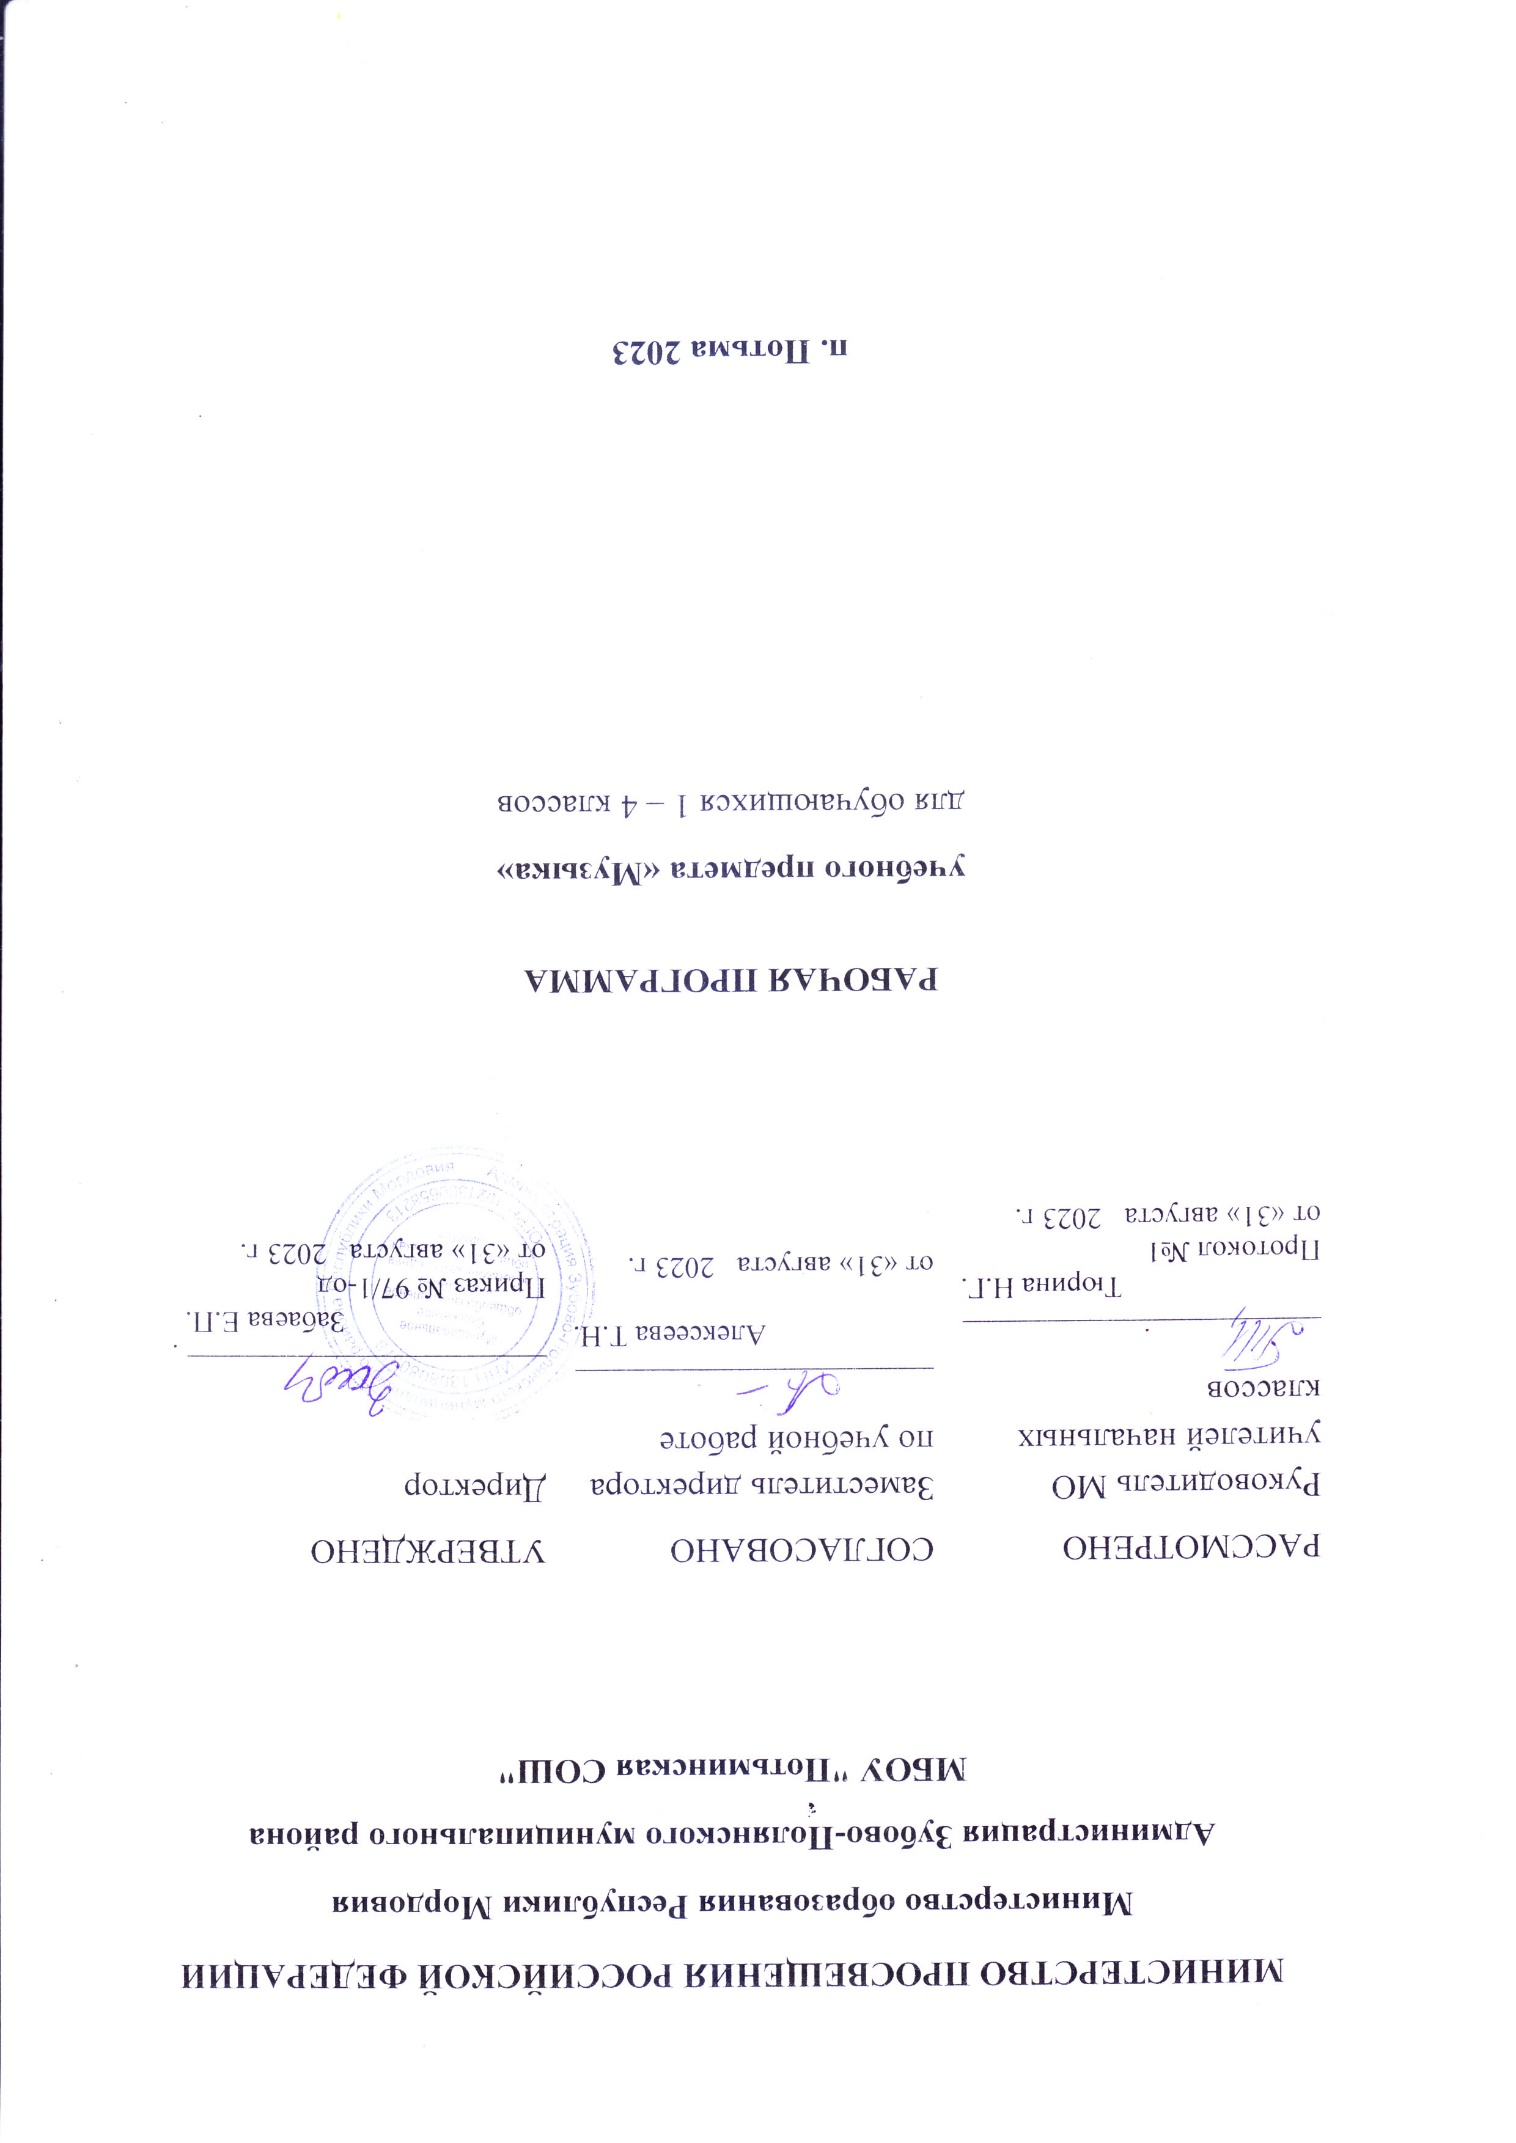 МИНИСТЕРСТВО ПРОСВЕЩЕНИЯ РОССИЙСКОЙ ФЕДЕРАЦИИ
Министерство образования Республики Мордовия
Администрация Зубово-Полянского муниципального района
МБОУ "Потьминская СОШ"
РАССМОТРЕНО
Руководитель МО
учителей начальных
классов
Тюрина Н.Г.
Протокол №1
от «31» августа 2023 г.
СОГЛАСОВАНО
Заместитель директора
по учебной работе
Алексеева Т.Н.
от «31» августа 2023 г.
УТВЕРЖДЕНО
Директор
Забаева Е.П.
Приказ № 97/1-од
от «31» августа 2023 г.
РАБОЧАЯ ПРОГРАММА
учебного предмета «Музыка»
для обучающихся 1 – 4 классов
п. Потьма 2023